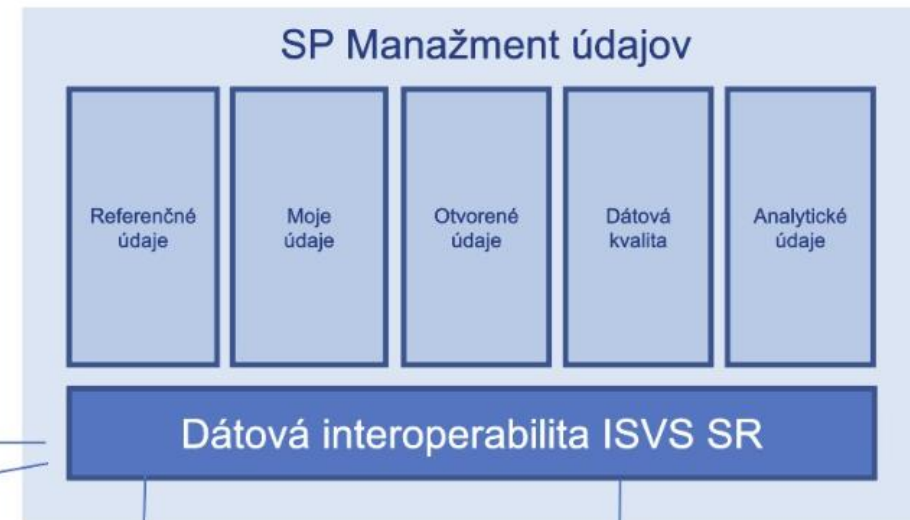 SP Manažment údajov
Referenčné
údaje
Moje
údaje
Otvorené
údaje
Dátová
kvalita
Analytické
údaje
Dátová interoperabilita ISVS SR